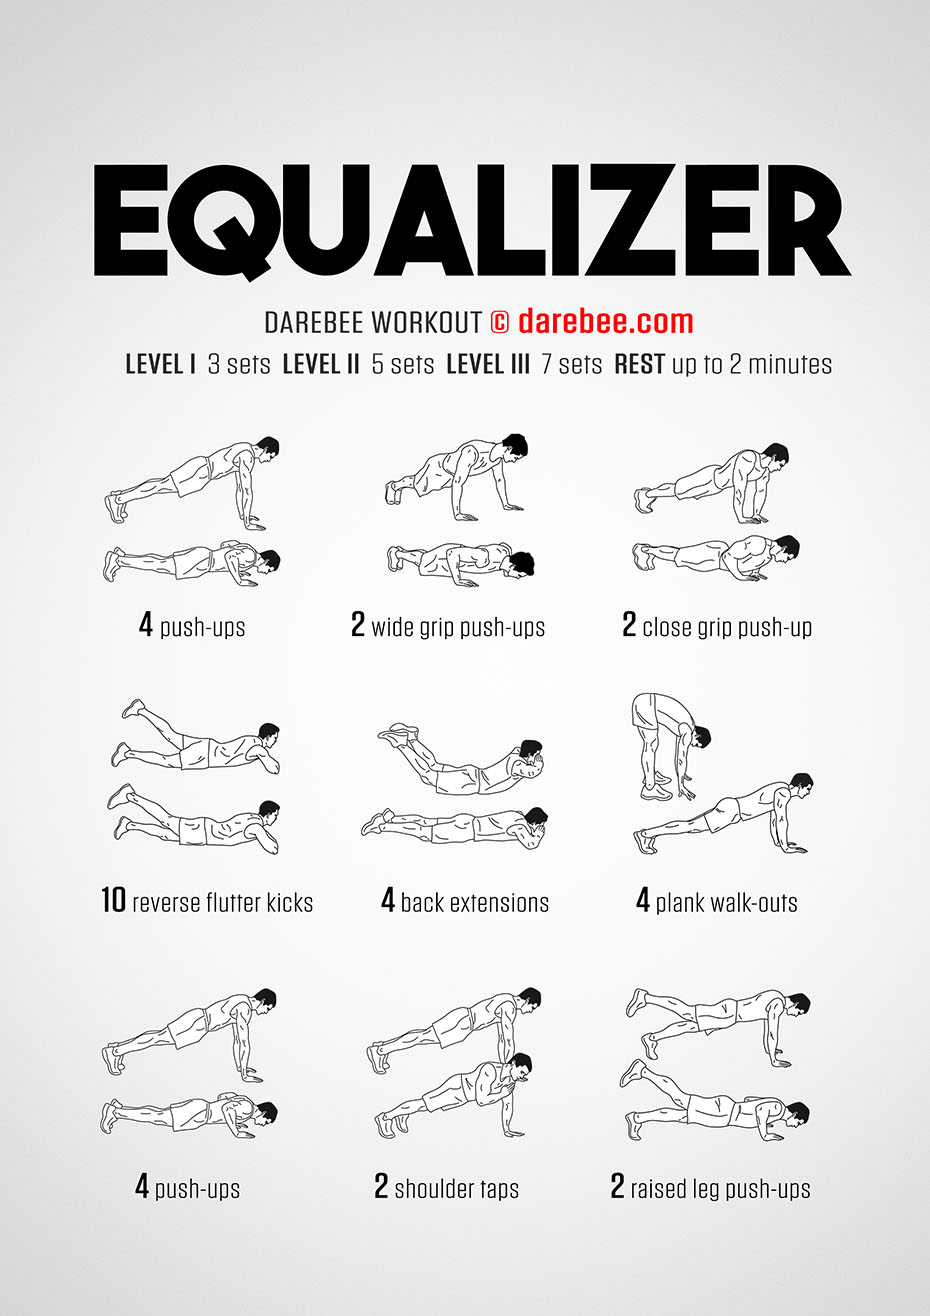 EQUALIZER
DAREBEE WORKOUT © darebee.com
LEVEL I 3 sets LEVEL II 5 sets LEVEL III 7 sets REST up to 2 minutes
4 push-ups
2 wide grip push-ups
2 close grip push-up
10 reverse flutter kicks
4 back extensions
4 plank walk-outs
4 push-ups
2 shoulder taps
2 raised leg push-ups